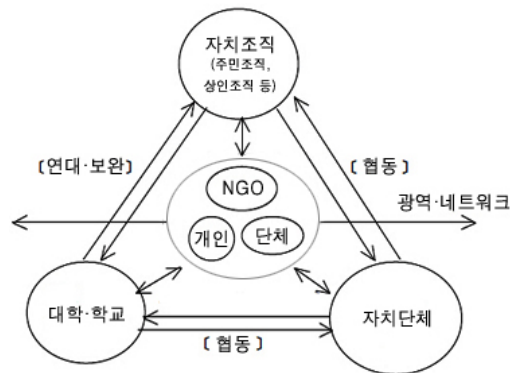 자치조직
(주민조직,
상인조직 등)
〔연대·보완〕
〔협동〕
NGO
광역·네트워크
개인
단체
대학·학교
자치단체
〔협동〕